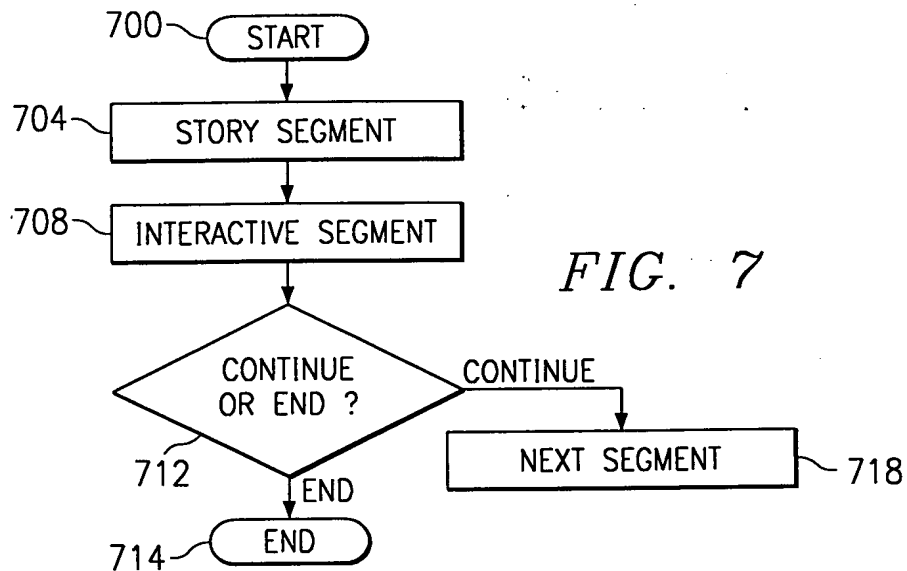 700
START
704
STORY SEGMENT
708
INTERACTIVE SEGMENT
FIG. 7
CONTINUE
OR END ?
CONTINUE
712
NEXT SEGMENT
718
END
714
END